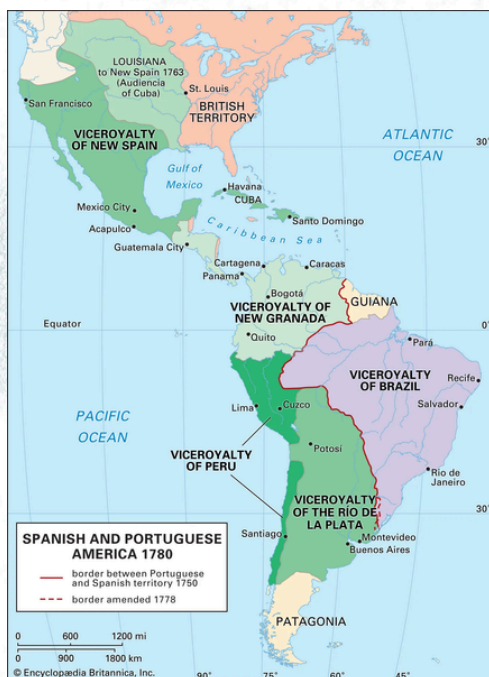 LOUISIANA
to New Spain 1763
(Audiencia
of Cuba)
St. Louis
San Francisco
BRITISH
TERRITORY
VICEROYALTY
OF NEW SPAIN
ATLANTIC
OCEAN
30°
Gulf of
Mexico
Havana
CUBA
Mexico City
Santo Domingo
Acapulco
Caribbean Sea
Guatemala City
Cartagena
Caracas
Panama
Bogotá
VICEROYALTY OF
NEW GRANADA
GUIANA
Equator
0°
Quito
Pará
VICEROYALTY
OF BRAZIL
Recife
Lima
Cuzco
Salvador
PACIFIC
OCEAN
Potosí
VICEROYALTY
OF PERU
Rio de
Janeiro
VICEROYALTY
OF THE RÍO DE
LA PLATA
30°
Santiago
Montevideo
Buenos Aires
SPANISH AND PORTUGUESE
AMERICA 1780
border between Portuguese
and Spanish territory 1750
border amended 1778
PATAGONIA
0 600 1200 mi
0 900 1800 km
90° 75° 60° 45°
© Encyclopædia Britannica, Inc.